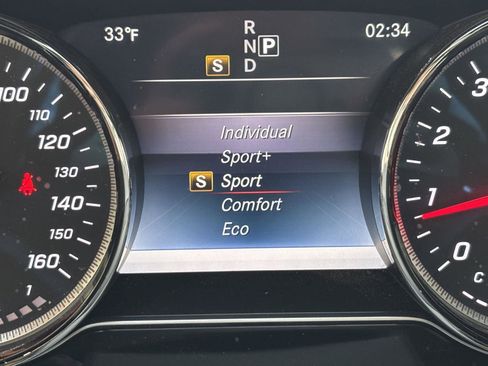 33°F
R
N P
S D
02:34
Individual
Sport+
S Sport
Comfort
Eco
100
110
120
130
140
150
160
1
3
2
1
0
C